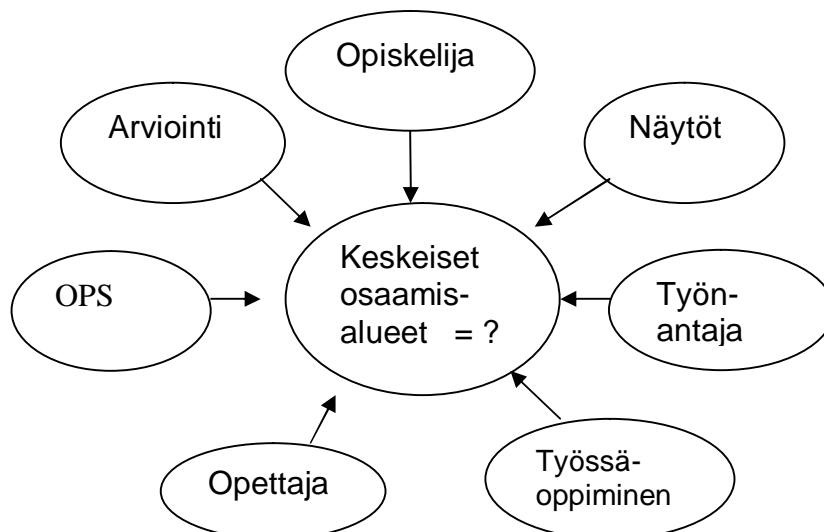 Opiskelija
Arviointi
Näytöt
Keskeiset
osaamis-
alueet = ?
OPS
Työn-
antaja
Opettaja
Työssä-
oppiminen